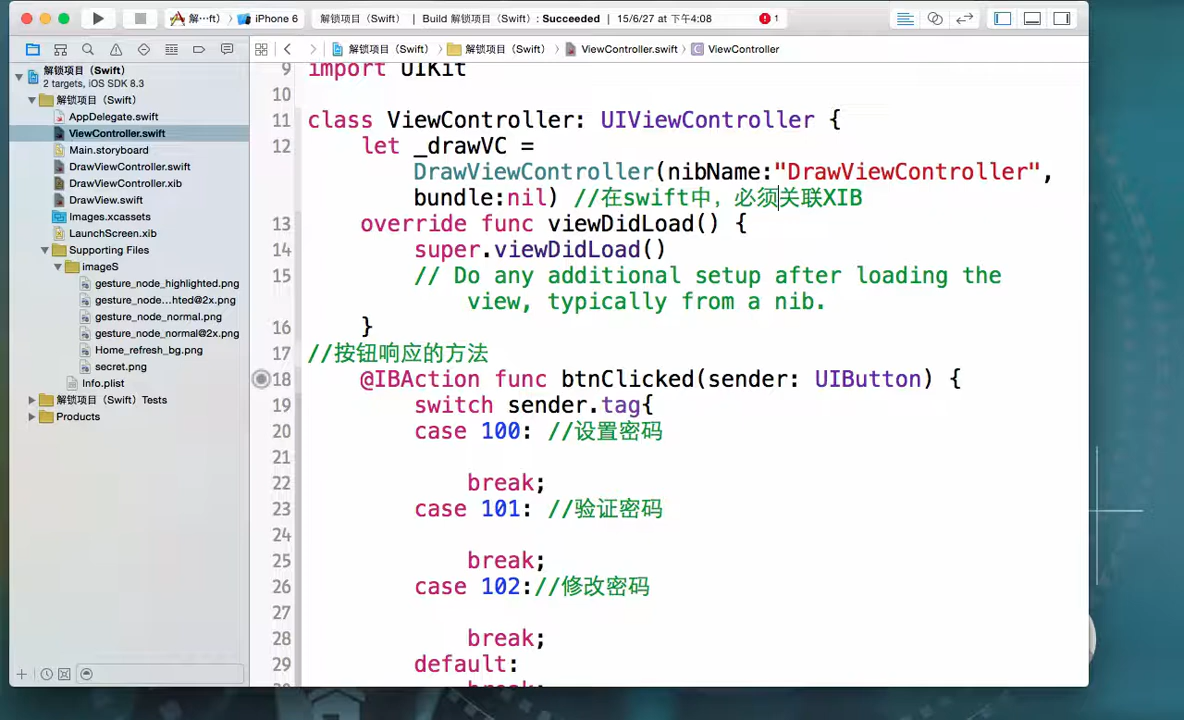 解...ft）
iPhone 6
解锁项目（Swift） | Build 解锁项目（Swift）: Succeeded | 15/6/27 at 下午4:08
1
解锁项目（Swift）
解锁项目（Swift）
ViewController.swift
C ViewController
解锁项目（Swift）
2 targets, iOS SDK 8.3
解锁项目（Swift）
AppDelegate.swift
ViewController.swift
Main.storyboard
DrawViewController.swift
DrawViewController.xib
DrawView.swift
Images.xcassets
LaunchScreen.xib
Supporting Files
imageS
gesture_node_highlighted.png
gesture_node...hted@2x.png
gesture_node_normal.png
gesture_node_normal@2x.png
Home_refresh_bg.png
secret.png
Info.plist
解锁项目（Swift）Tests
Products
9 import UIKit
10
11 class ViewController: UIViewController {
12 let _drawVC =
DrawViewController(nibName:"DrawViewController",
bundle:nil) //在swift中，必须关联XIB
13 override func viewDidLoad() {
14 super.viewDidLoad()
15 // Do any additional setup after loading the
view, typically from a nib.
16 }
17 //按钮响应的方法
18 @IBAction func btnClicked(sender: UIButton) {
19 switch sender.tag{
20 case 100: //设置密码
21
22 break;
23 case 101: //验证密码
24
25 break;
26 case 102://修改密码
27
28 break;
29 default:
break;